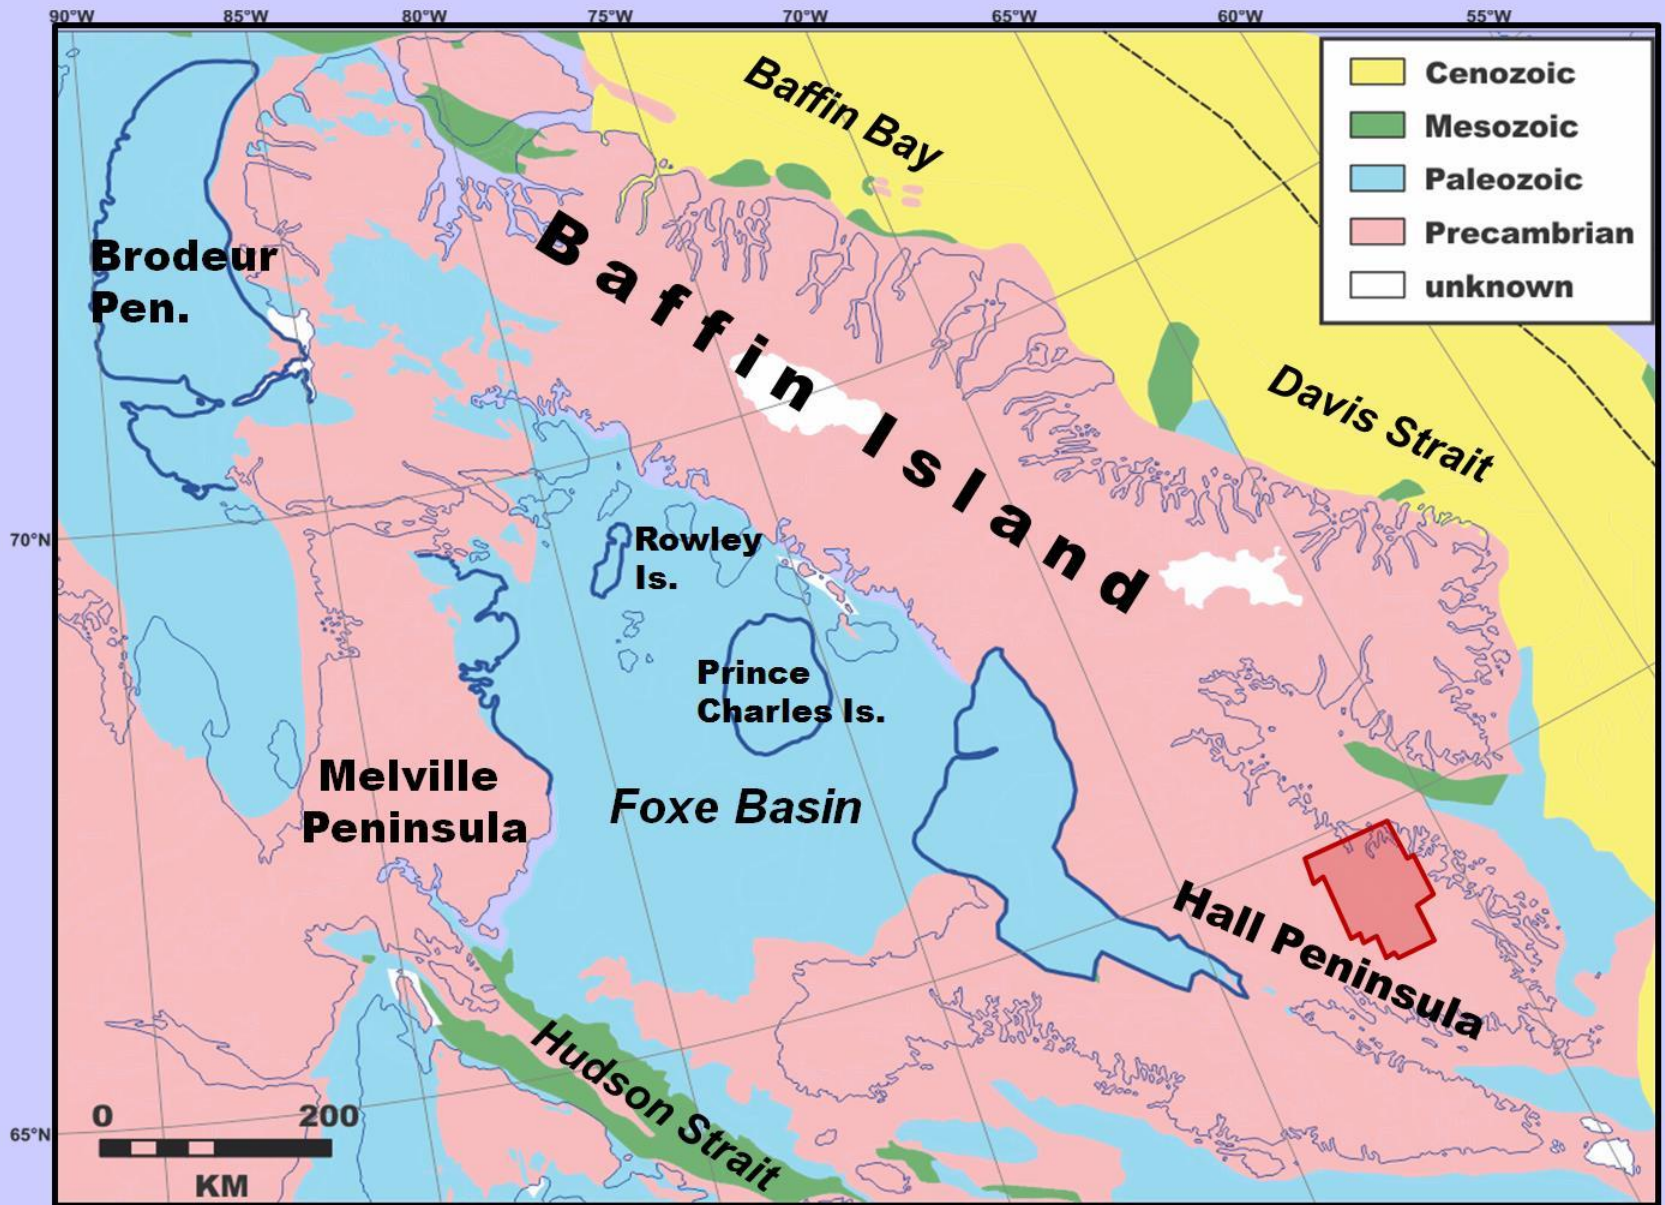 90°W 85°W 80°W 75°W 70°W 65°W 60°W 55°W
Cenozoic
Mesozoic
Paleozoic
Precambrian
unknown
Baffin Bay
Brodeur
Pen.
Baffin Island
Davis Strait
70°N
Rowley
Is.
Prince
Charles Is.
Melville
Peninsula
Foxe Basin
Hall Peninsula
Hudson Strait
65°N
0 200
KM